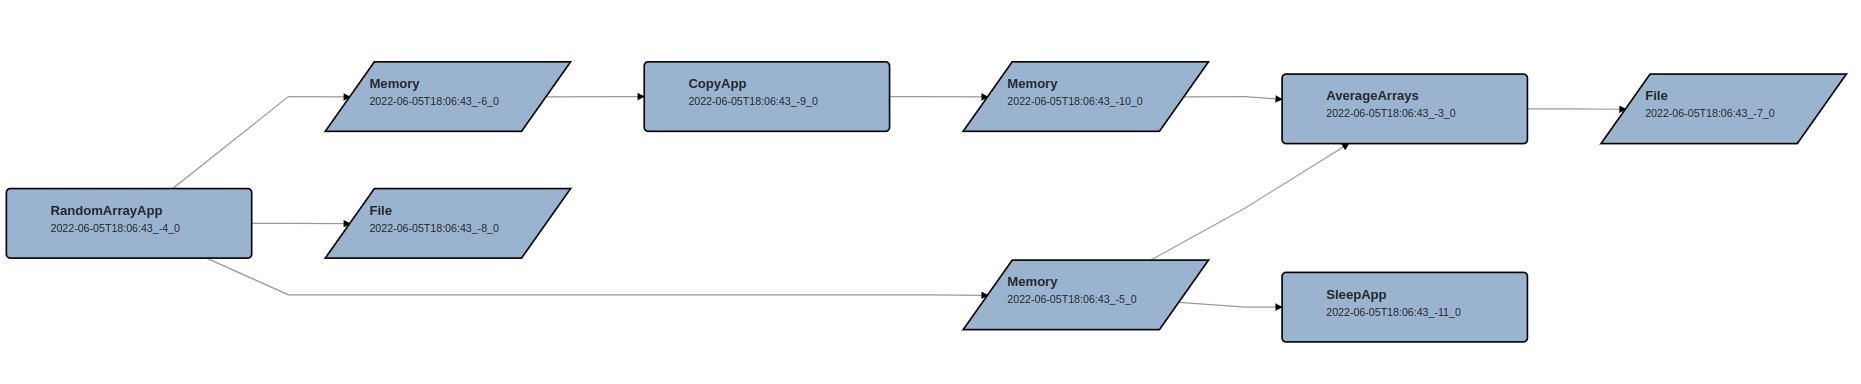 Memory
2022-06-05T18:06:43_-6_0
CopyApp
2022-06-05T18:06:43_-9_0
Memory
2022-06-05T18:06:43_-10_0
AverageArrays
2022-06-05T18:06:43_-3_0
File
2022-06-05T18:06:43_-7_0
RandomArrayApp
2022-06-05T18:06:43_-4_0
File
2022-06-05T18:06:43_-8_0
Memory
2022-06-05T18:06:43_-5_0
SleepApp
2022-06-05T18:06:43_-11_0